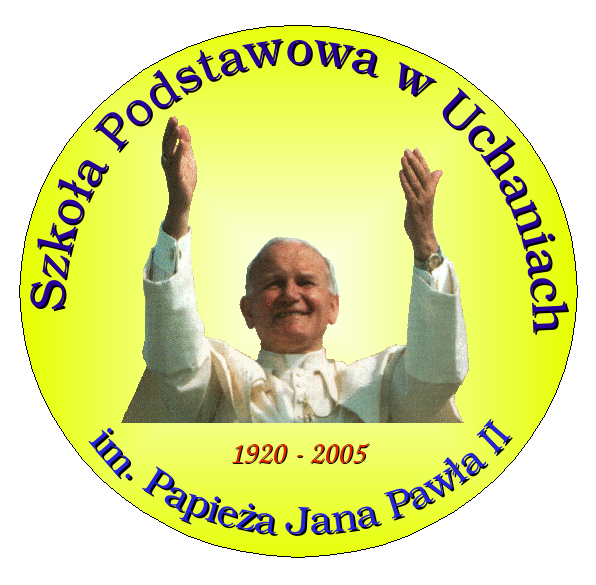 Szkoła Podstawowa w Uchaniach
1920 - 2005
im. Papieża Jana Pawła II